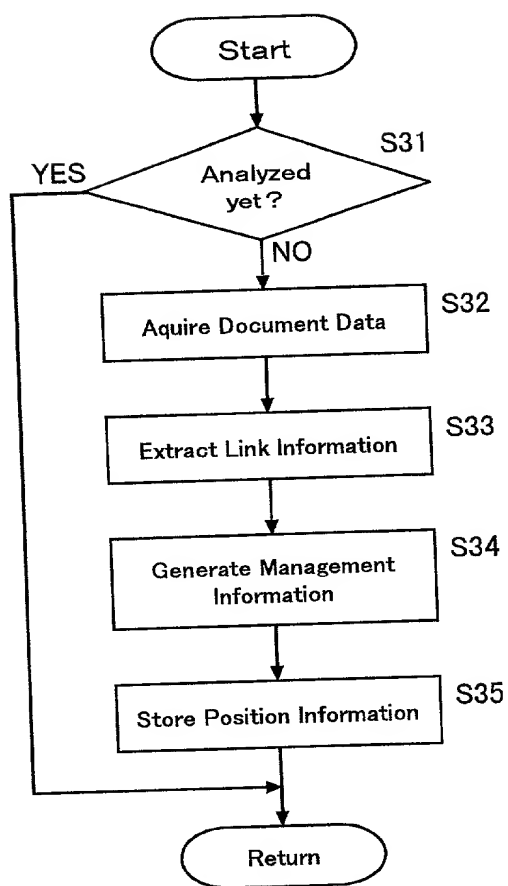 Start
S31
YES
Analyzed
yet?
NO
S32
Aquire Document Data
S33
Extract Link Information
S34
Generate Management
Information
S35
Store Position Information
Return